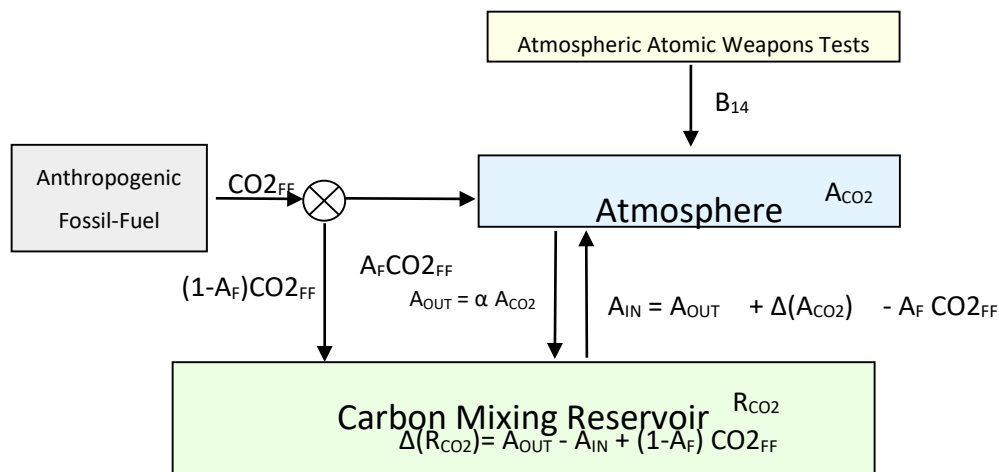 Atmospheric Atomic Weapons Tests
B₁₄
Anthropogenic
Fossil-Fuel
CO2FF
Atmosphere
ACO2
(1-AF)CO2FF
AFCO2FF
AOUT = α ACO2
AIN = AOUT + Δ(ACO2) - AF CO2FF
Carbon Mixing Reservoir
RCO2
Δ(RCO2)= AOUT - AIN + (1-AF) CO2FF